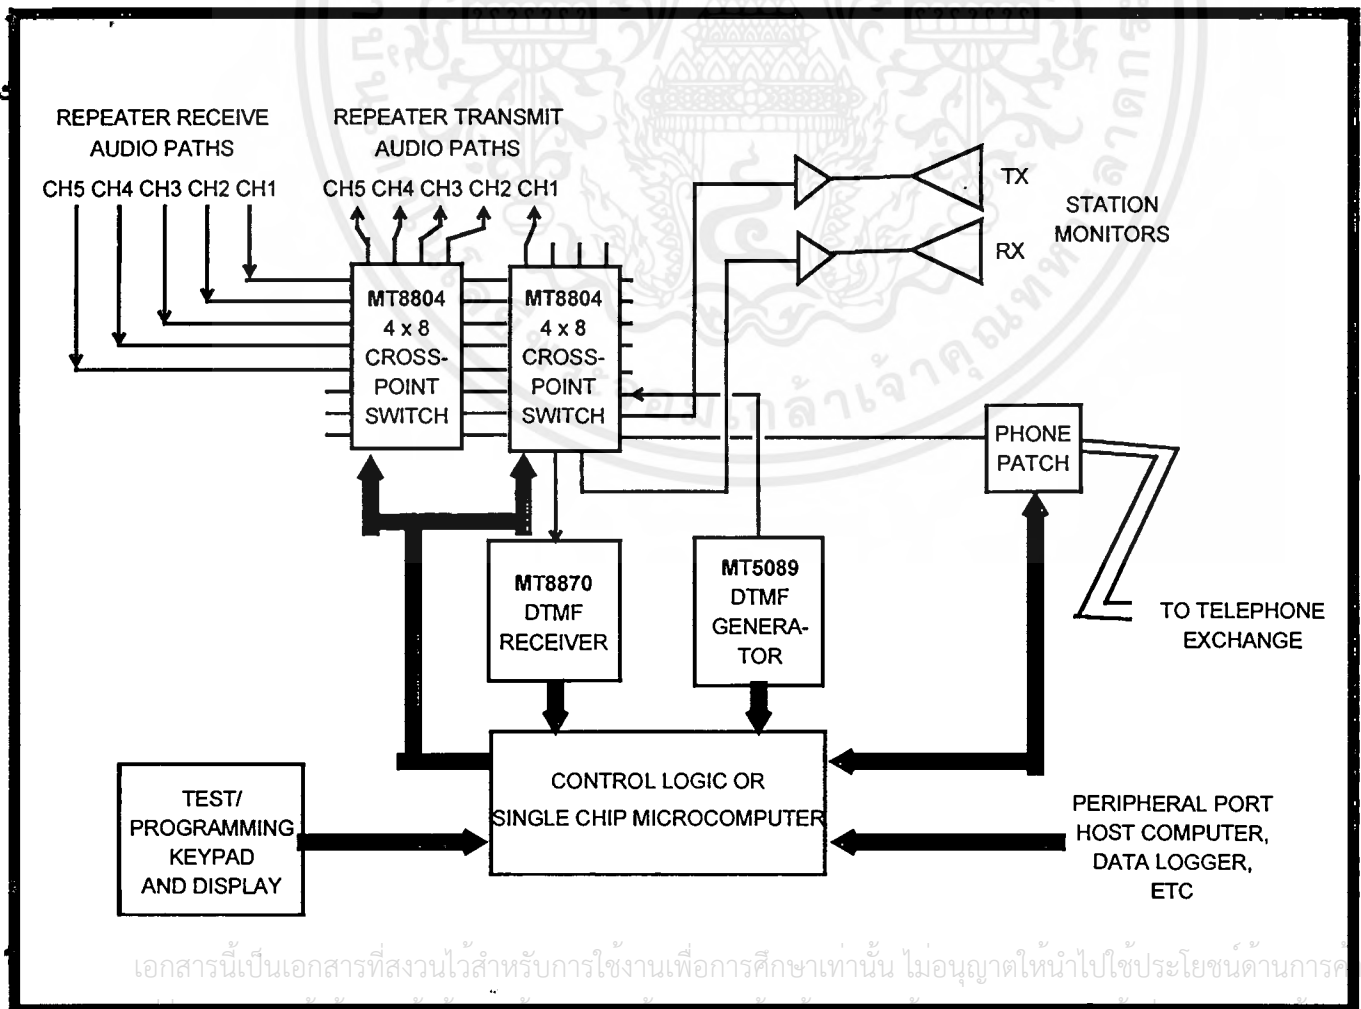 REPEATER RECEIVE
AUDIO PATHS
CH5 CH4 CH3 CH2 CH1
REPEATER TRANSMIT
AUDIO PATHS
CH5 CH4 CH3 CH2 CH1
TX
RX
STATION
MONITORS
MT8804
4 x 8
CROSS-
POINT
SWITCH
MT8804
4 x 8
CROSS-
POINT
SWITCH
PHONE
PATCH
MT8870
DTMF
RECEIVER
MT5089
DTMF
GENERA-
TOR
TO TELEPHONE
EXCHANGE
CONTROL LOGIC OR
SINGLE CHIP MICROCOMPUTER
TEST/
PROGRAMMING
KEYPAD
AND DISPLAY
PERIPHERAL PORT
HOST COMPUTER,
DATA LOGGER,
ETC
เอกสารนี้เป็นเอกสารที่สงวนไว้สำหรับการใช้งานเพื่อการศึกษาเท่านั้น ไม่อนุญาตให้นำไปใช้ประโยชน์ด้านการค้